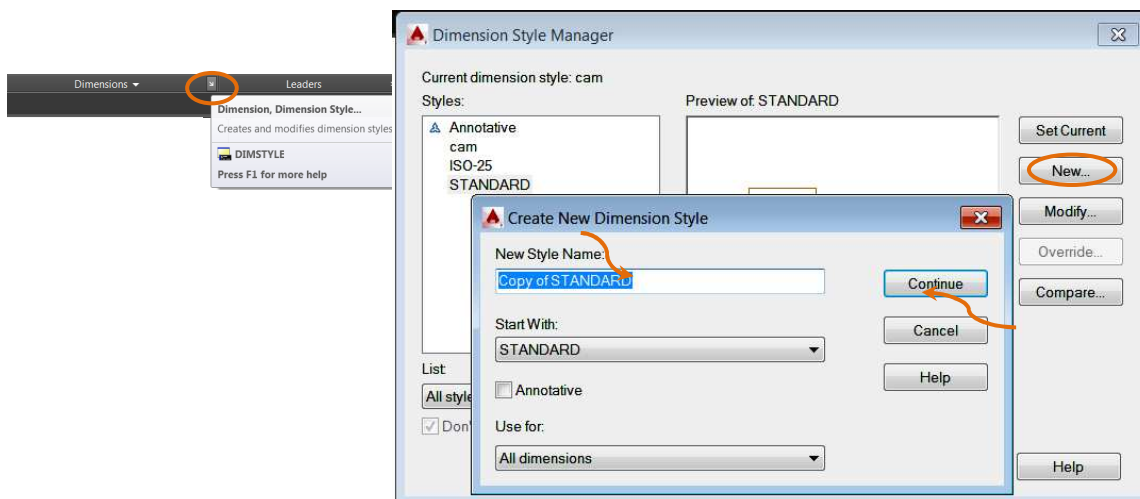 Dimensions
Leaders
Dimension, Dimension Style...
Creates and modifies dimension styles
DIMSTYLE
Press F1 for more help
Dimension Style Manager
Current dimension style: cam
Styles:
Preview of: STANDARD
Annotative
cam
ISO-25
STANDARD
Set Current
New...
Modify...
Override...
Compare...
List:
All style
Don'
Help
Create New Dimension Style
New Style Name:
Copy of STANDARD
Continue
Start With:
STANDARD
Cancel
Annotative
Help
Use for:
All dimensions